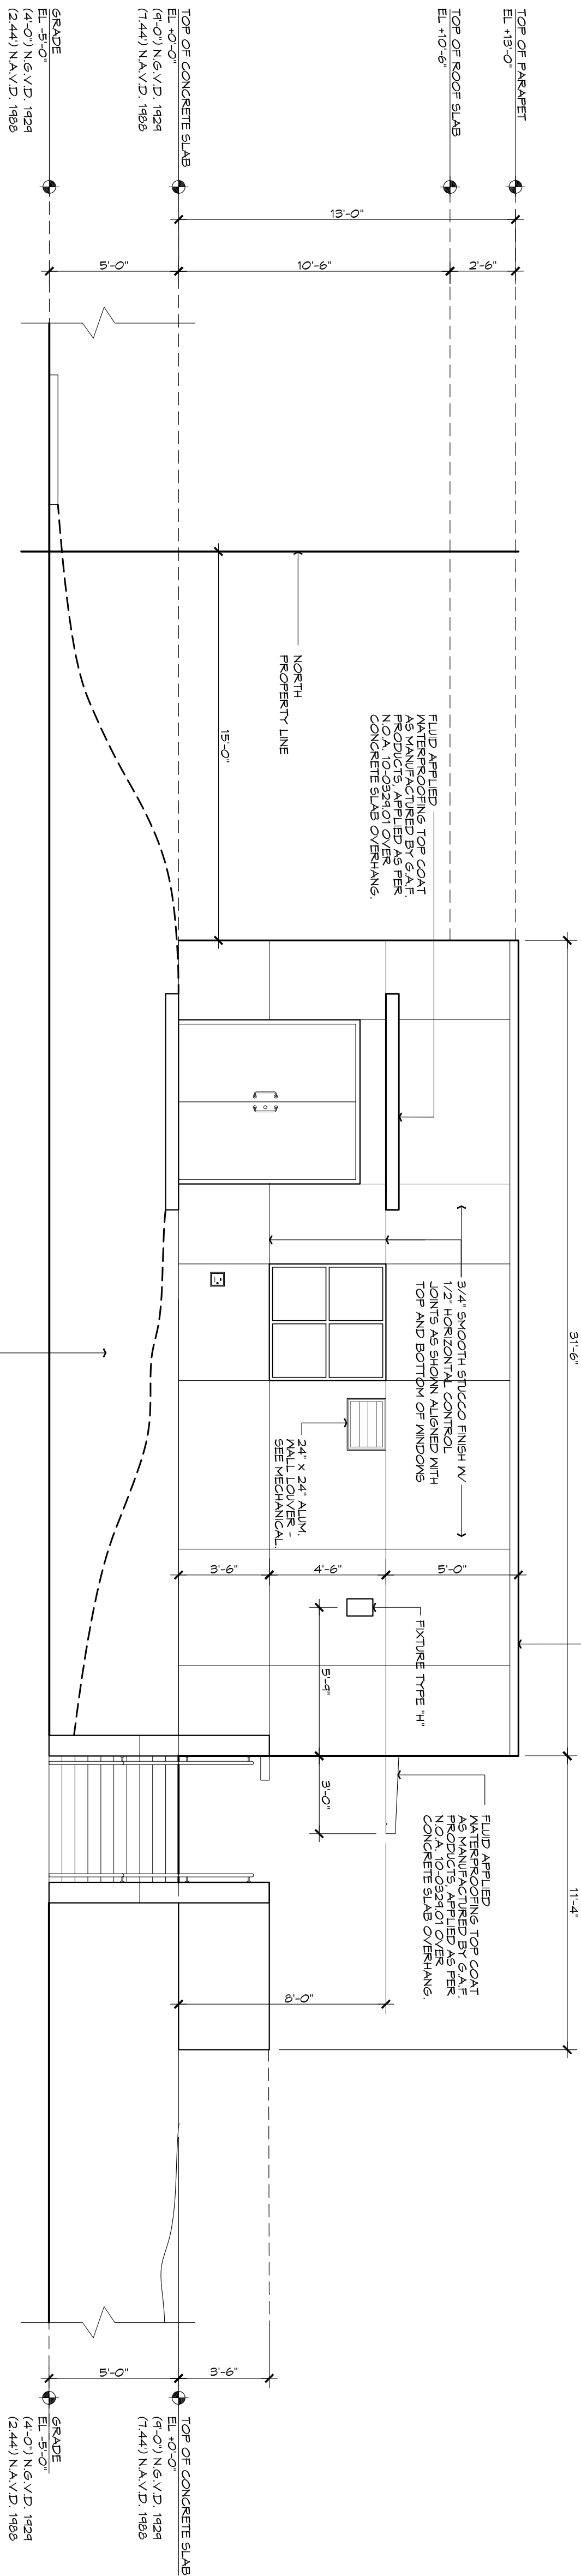 TOP OF PARAPET
EL +13'-0"
TOP OF ROOF SLAB
EL +10'-6"
TOP OF CONCRETE SLAB
EL +0'-0"
(9'-0") N.G.V.D. 1929
(7.44') N.A.V.D. 1988
GRADE
EL -5'-0"
(4'-0") N.G.V.D. 1929
(2.44') N.A.V.D. 1988
13'-0"
2'-6"
10'-6"
5'-0"
NORTH
PROPERTY LINE
15'-0"
FLUID APPLIED
WATERPROOFING TOP COAT
AS MANUFACTURED BY G.A.F.
PRODUCTS, APPLIED AS PER
N.O.A. 10-0329.01 OVER
CONCRETE SLAB OVERHANG.
31'-6"
3/4" SMOOTH STUCCO FINISH W/
1/2" HORIZONTAL CONTROL
JOINTS AS SHOWN ALIGNED WITH
TOP AND BOTTOM OF WINDOWS
24" X 24" ALUM.
WALL LOUVER -
SEE MECHANICAL.
5'-0"
4'-6"
3'-6"
FIXTURE TYPE "H"
5'-9"
3'-0"
FLUID APPLIED
WATERPROOFING TOP COAT
AS MANUFACTURED BY G.A.F.
PRODUCTS, APPLIED AS PER
N.O.A. 10-0329.01 OVER
CONCRETE SLAB OVERHANG.
11'-4"
8'-0"
3'-6"
5'-0"
TOP OF CONCRETE SLAB
EL +0'-0"
(9'-0") N.G.V.D. 1929
(7.44') N.A.V.D. 1988
GRADE
EL -5'-0"
(4'-0") N.G.V.D. 1929
(2.44') N.A.V.D. 1988